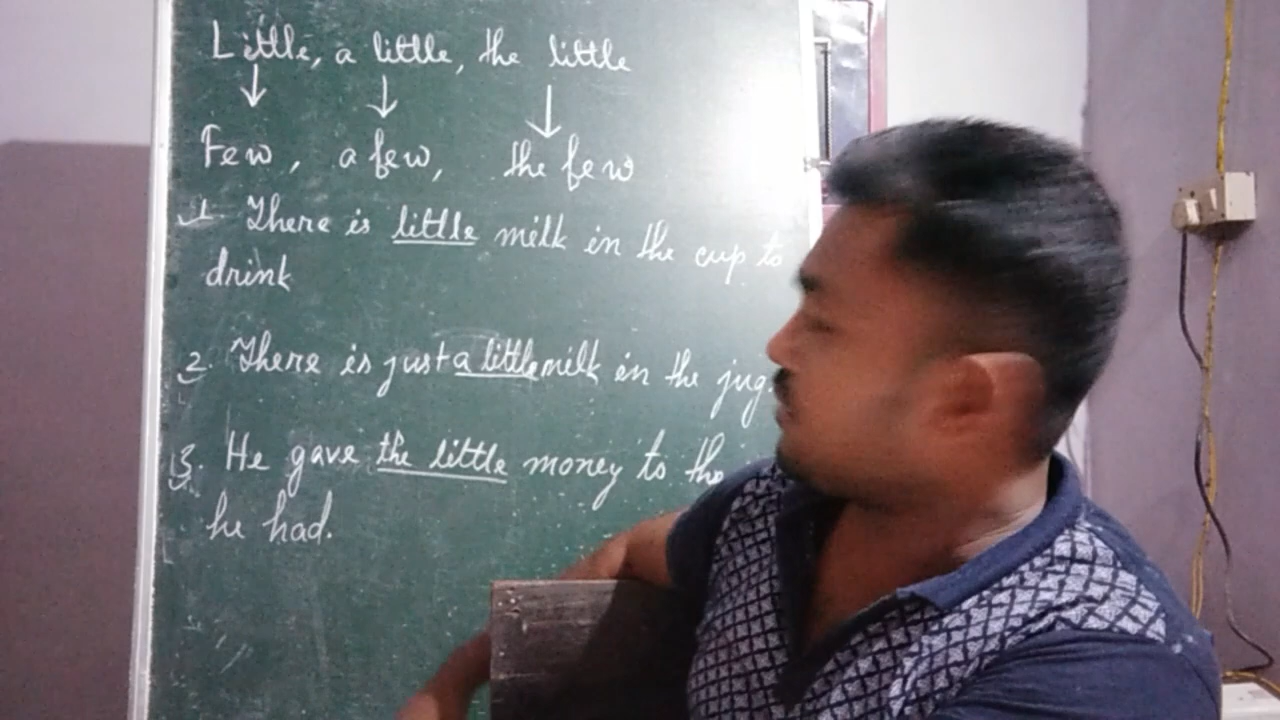 Little, a little, the little
Few, a few, the few
1. There is little milk in the cup to
drink
2. There is just a little milk in the jug.
3. He gave the little money to the
he had.